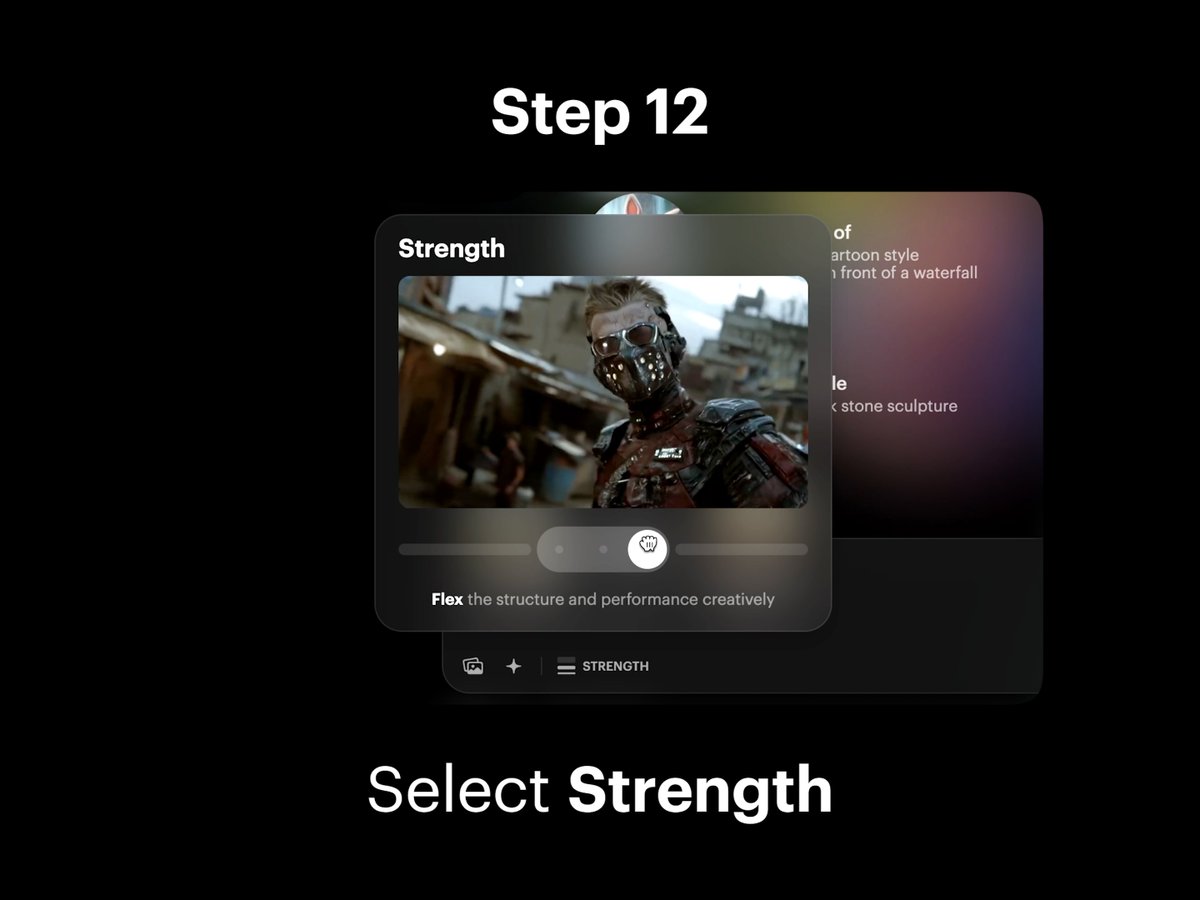 Step 12
Strength
of
artoon style
front of a waterfall
stone sculpture
Flex the structure and performance creatively
STRENGTH
Select Strength